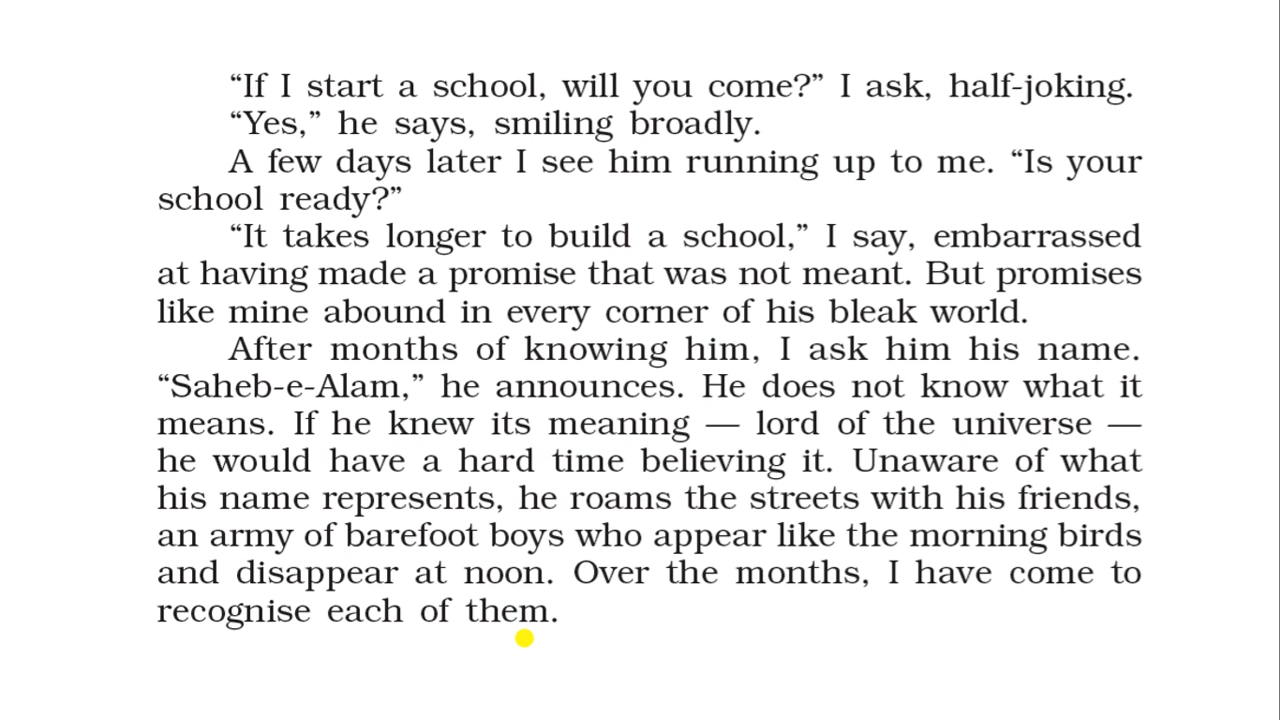 “If I start a school, will you come?” I ask, half-joking.
“Yes,” he says, smiling broadly.
A few days later I see him running up to me. “Is your
school ready?”
“It takes longer to build a school,” I say, embarrassed
at having made a promise that was not meant. But promises
like mine abound in every corner of his bleak world.
After months of knowing him, I ask him his name.
“Saheb-e-Alam,” he announces. He does not know what it
means. If he knew its meaning — lord of the universe —
he would have a hard time believing it. Unaware of what
his name represents, he roams the streets with his friends,
an army of barefoot boys who appear like the morning birds
and disappear at noon. Over the months, I have come to
recognise each of them.